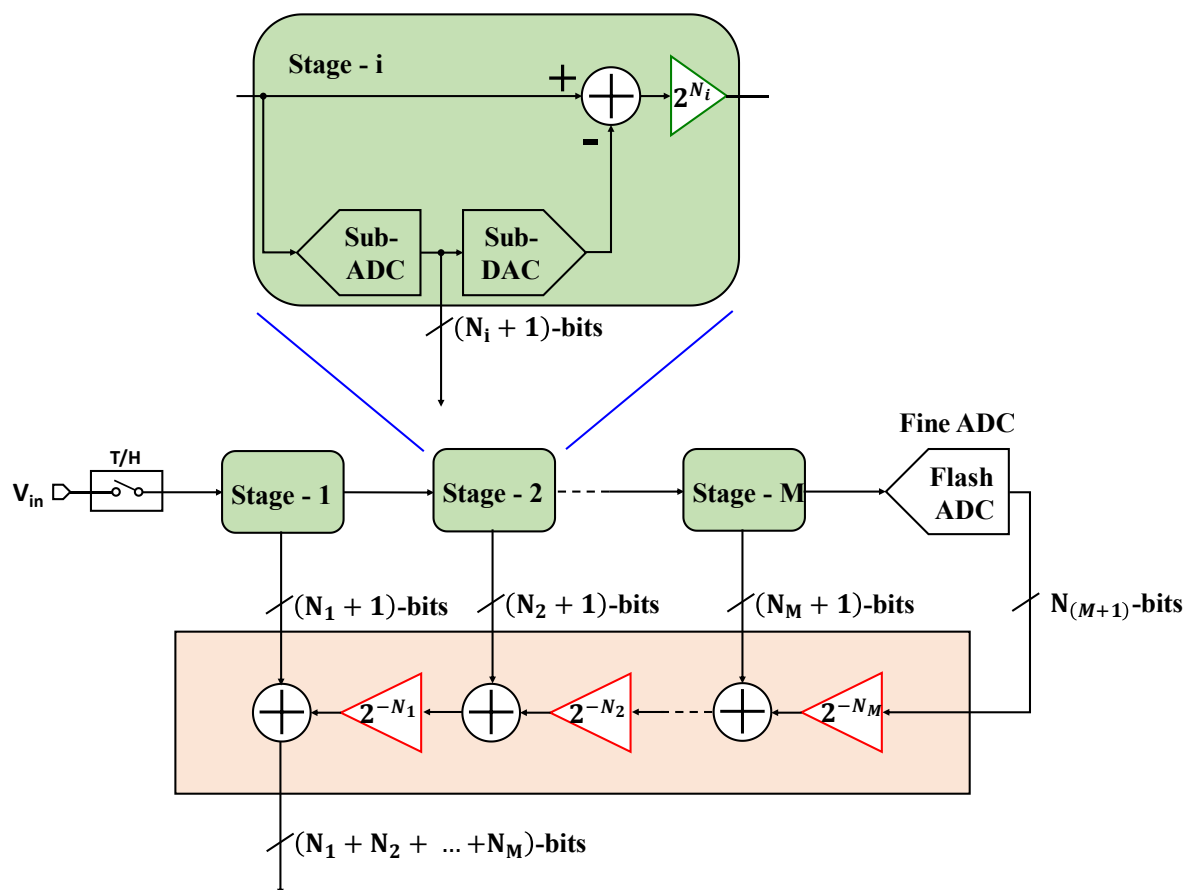 Stage - i
+
-
2^{N_i}
Sub-
ADC
Sub-
DAC
(N_i + 1)-bits
Fine ADC
T/H
V_in
Stage - 1
Stage - 2
Stage - M
Flash
ADC
(N_1 + 1)-bits
(N_2 + 1)-bits
(N_M + 1)-bits
N_{(M+1)}-bits
2^{-N_1}
2^{-N_2}
2^{-N_M}
(N_1 + N_2 + ... +N_M)-bits